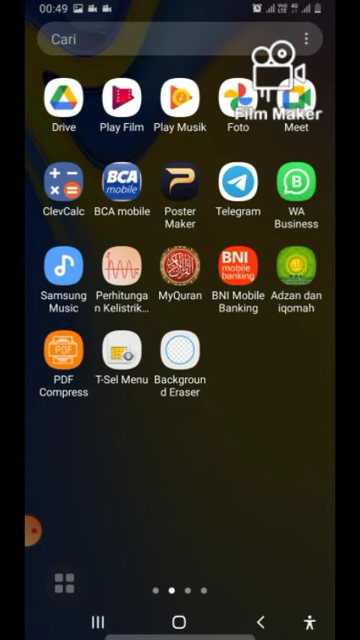 00:49
Cari
Film Maker
Drive
Play Film
Play Musik
Foto
Meet
BCA
mobile
ClevCalc
BCA mobile
Poster
Maker
Telegram
WA
Business
BNI
mobile
banking
Samsung
Music
Perhitunga
n Kelistrik...
MyQuran
BNI Mobile
Banking
Adzan dan
iqomah
PDF
PDF
Compress
T-Sel Menu
Backgroun
d Eraser